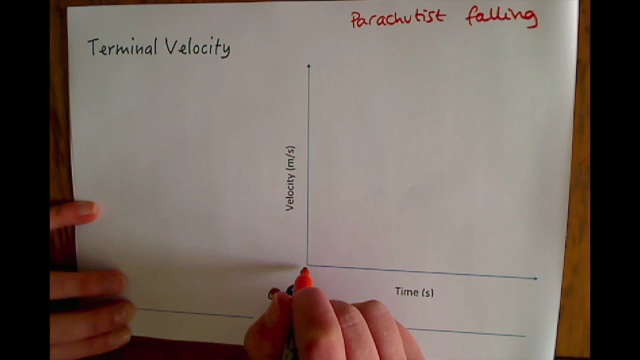 Parachutist falling
Terminal Velocity
Velocity (m/s)
Time (s)